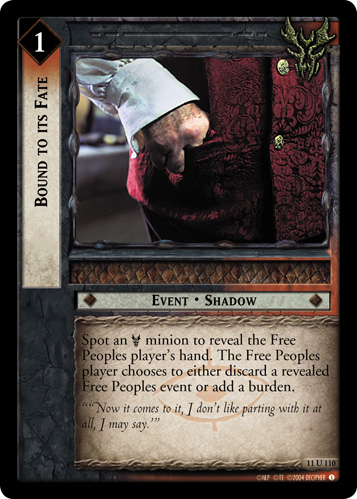 1
BOUND TO ITS FATE
EVENT • SHADOW
Spot an minion to reveal the Free
Peoples player's hand. The Free Peoples
player chooses to either discard a revealed
Free Peoples event or add a burden.
““Now it comes to it, I don't like parting with it at
all, I may say.’”
11 U 110
©NLP ©TE ©2004 DECIPHER